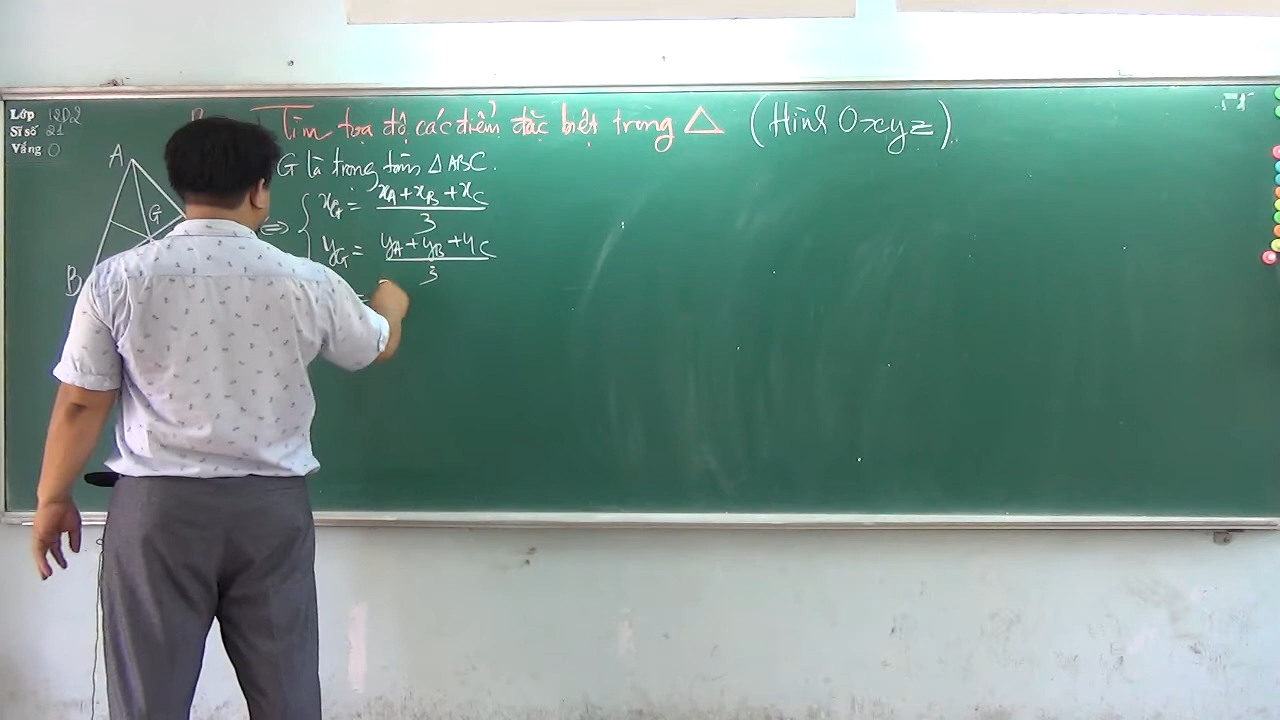 Lớp 12D2
Sĩ số 21
Vắng 0
Tìm tọa độ các điểm đặc biệt trong △ (Hình Oxyz).
A
G
B
G là trọng tâm △ABC.
⇔ { x_G = (x_A + x_B + x_C) / 3
y_G = (y_A + y_B + y_C) / 3
=